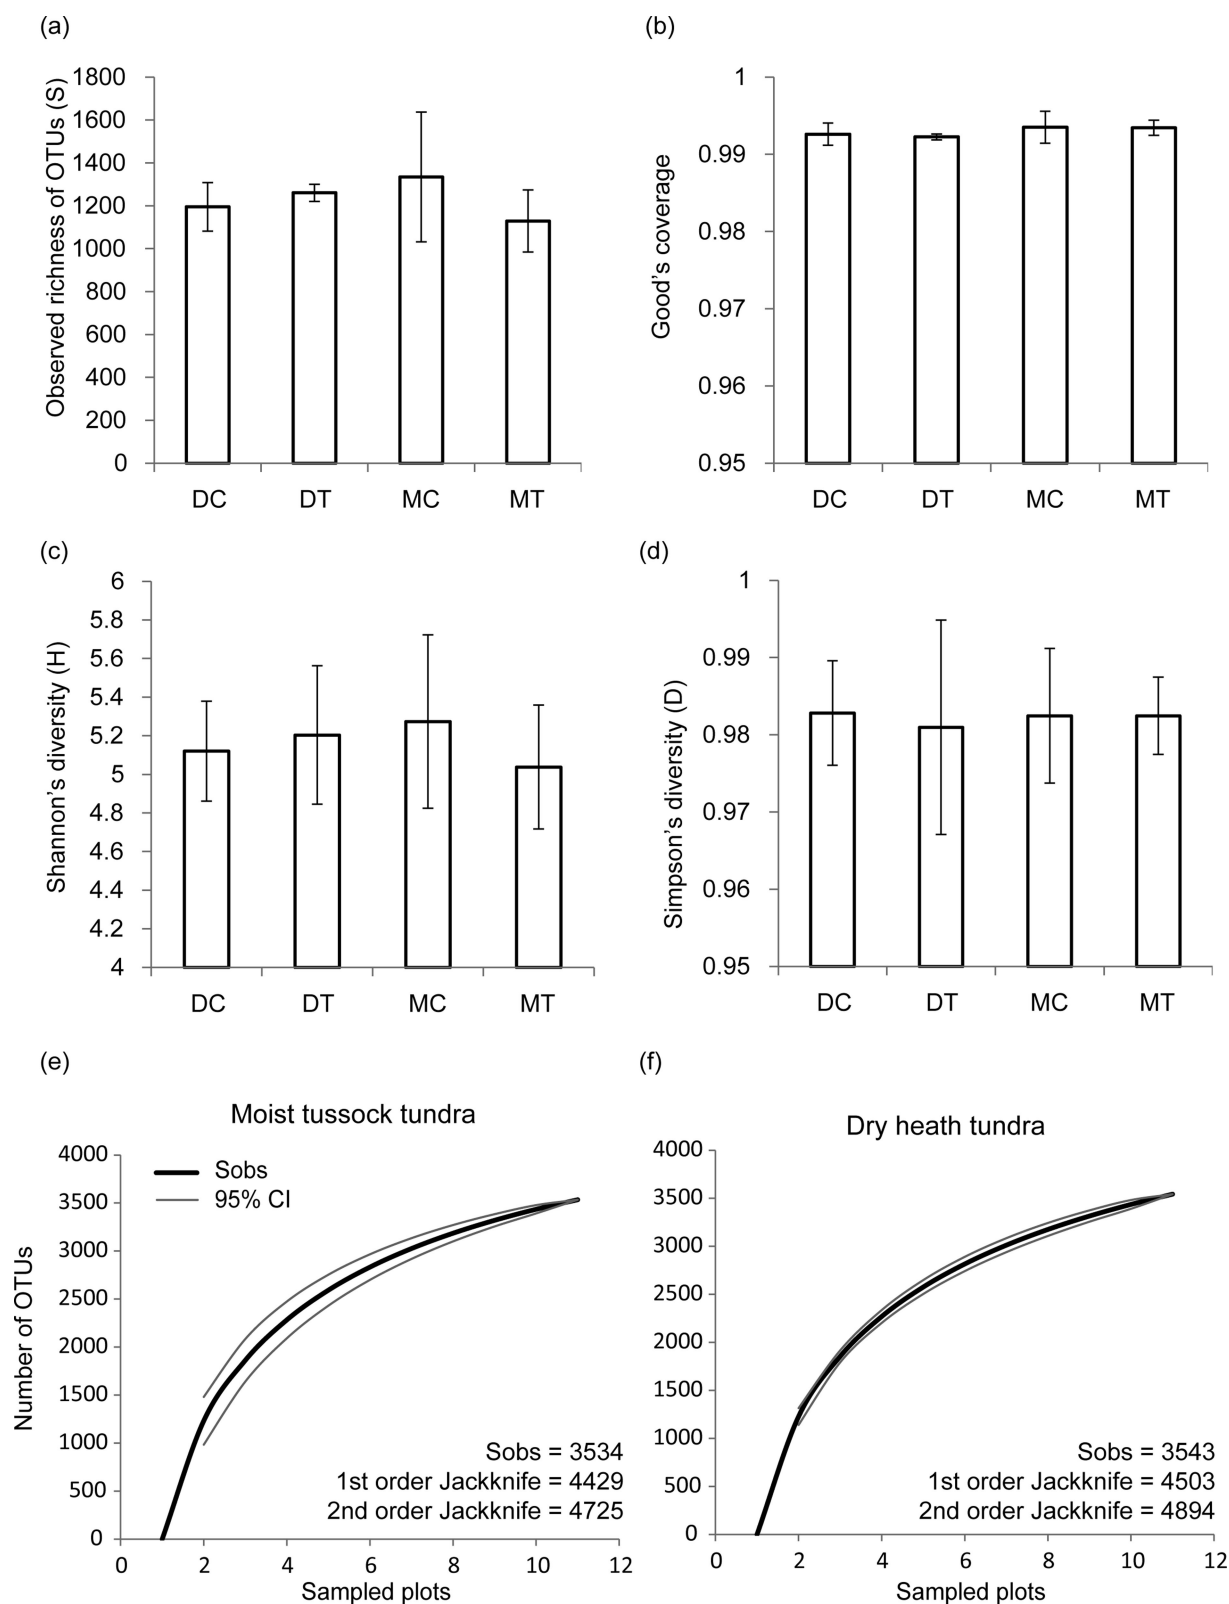 (a)
Observed richness of OTUs (S)
1800
1600
1400
1200
1000
800
600
400
200
0
DC DT MC MT
(b)
Good's coverage
1
0.99
0.98
0.97
0.96
0.95
DC DT MC MT
(c)
Shannon's diversity (H)
6
5.8
5.6
5.4
5.2
5
4.8
4.6
4.4
4.2
4
DC DT MC MT
(d)
Simpson's diversity (D)
1
0.99
0.98
0.97
0.96
0.95
DC DT MC MT
(e)
Moist tussock tundra
Number of OTUs
4000
3500
3000
2500
2000
1500
1000
500
0
Sobs
95% CI
Sobs = 3534
1st order Jackknife = 4429
2nd order Jackknife = 4725
0 2 4 6 8 10 12
Sampled plots
(f)
Dry heath tundra
4000
3500
3000
2500
2000
1500
1000
500
0
Sobs = 3543
1st order Jackknife = 4503
2nd order Jackknife = 4894
0 2 4 6 8 10 12
Sampled plots